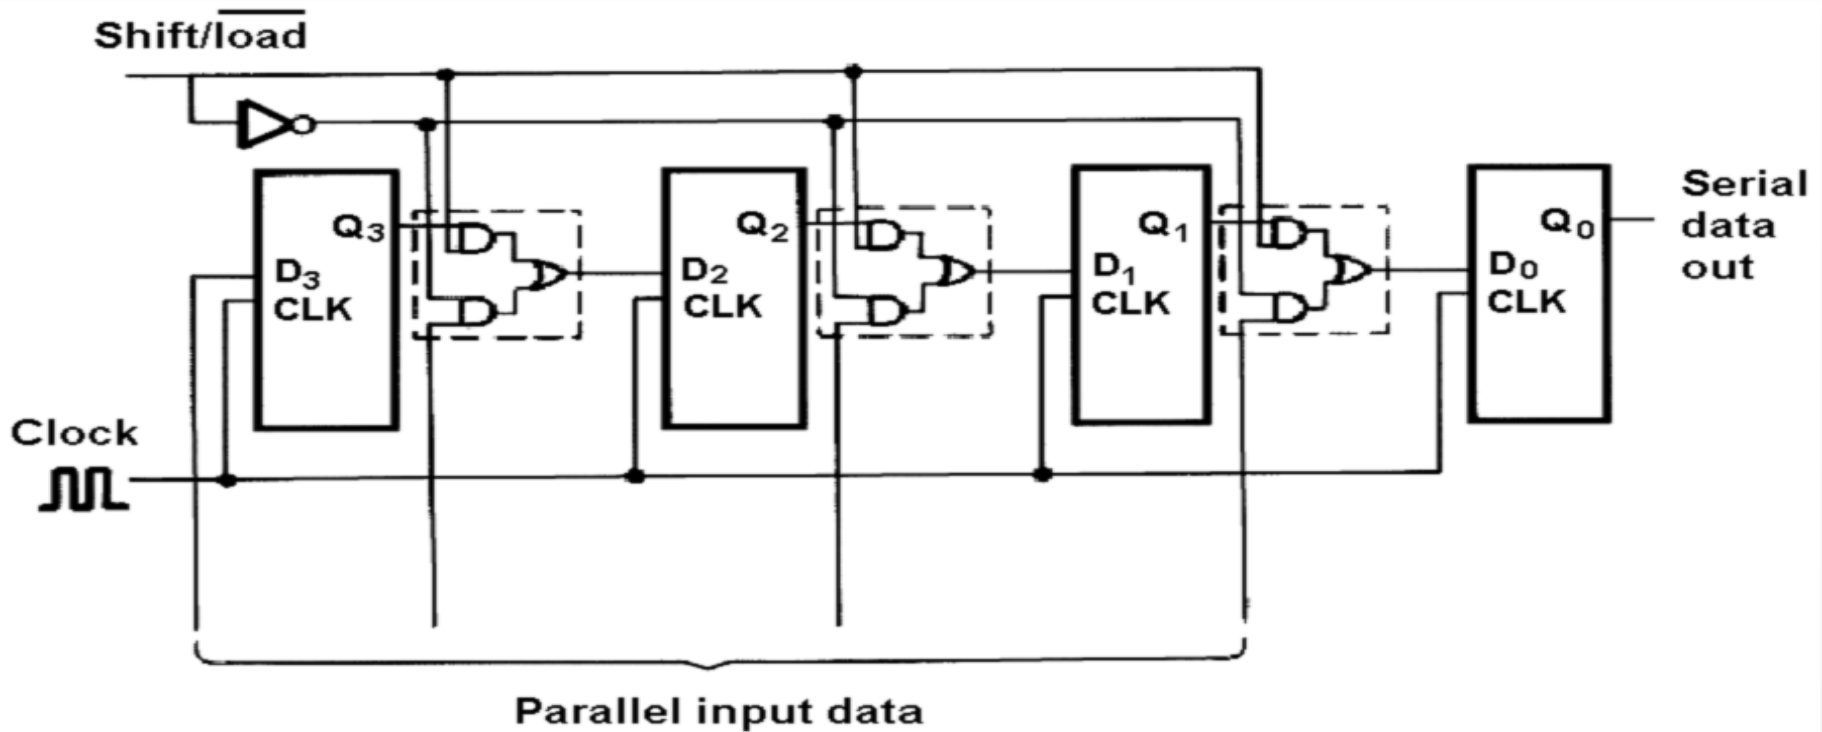 Shift/load
Q3
D3
CLK
Q2
D2
CLK
Q1
D1
CLK
Q0
D0
CLK
Serial
data
out
Clock
Parallel input data